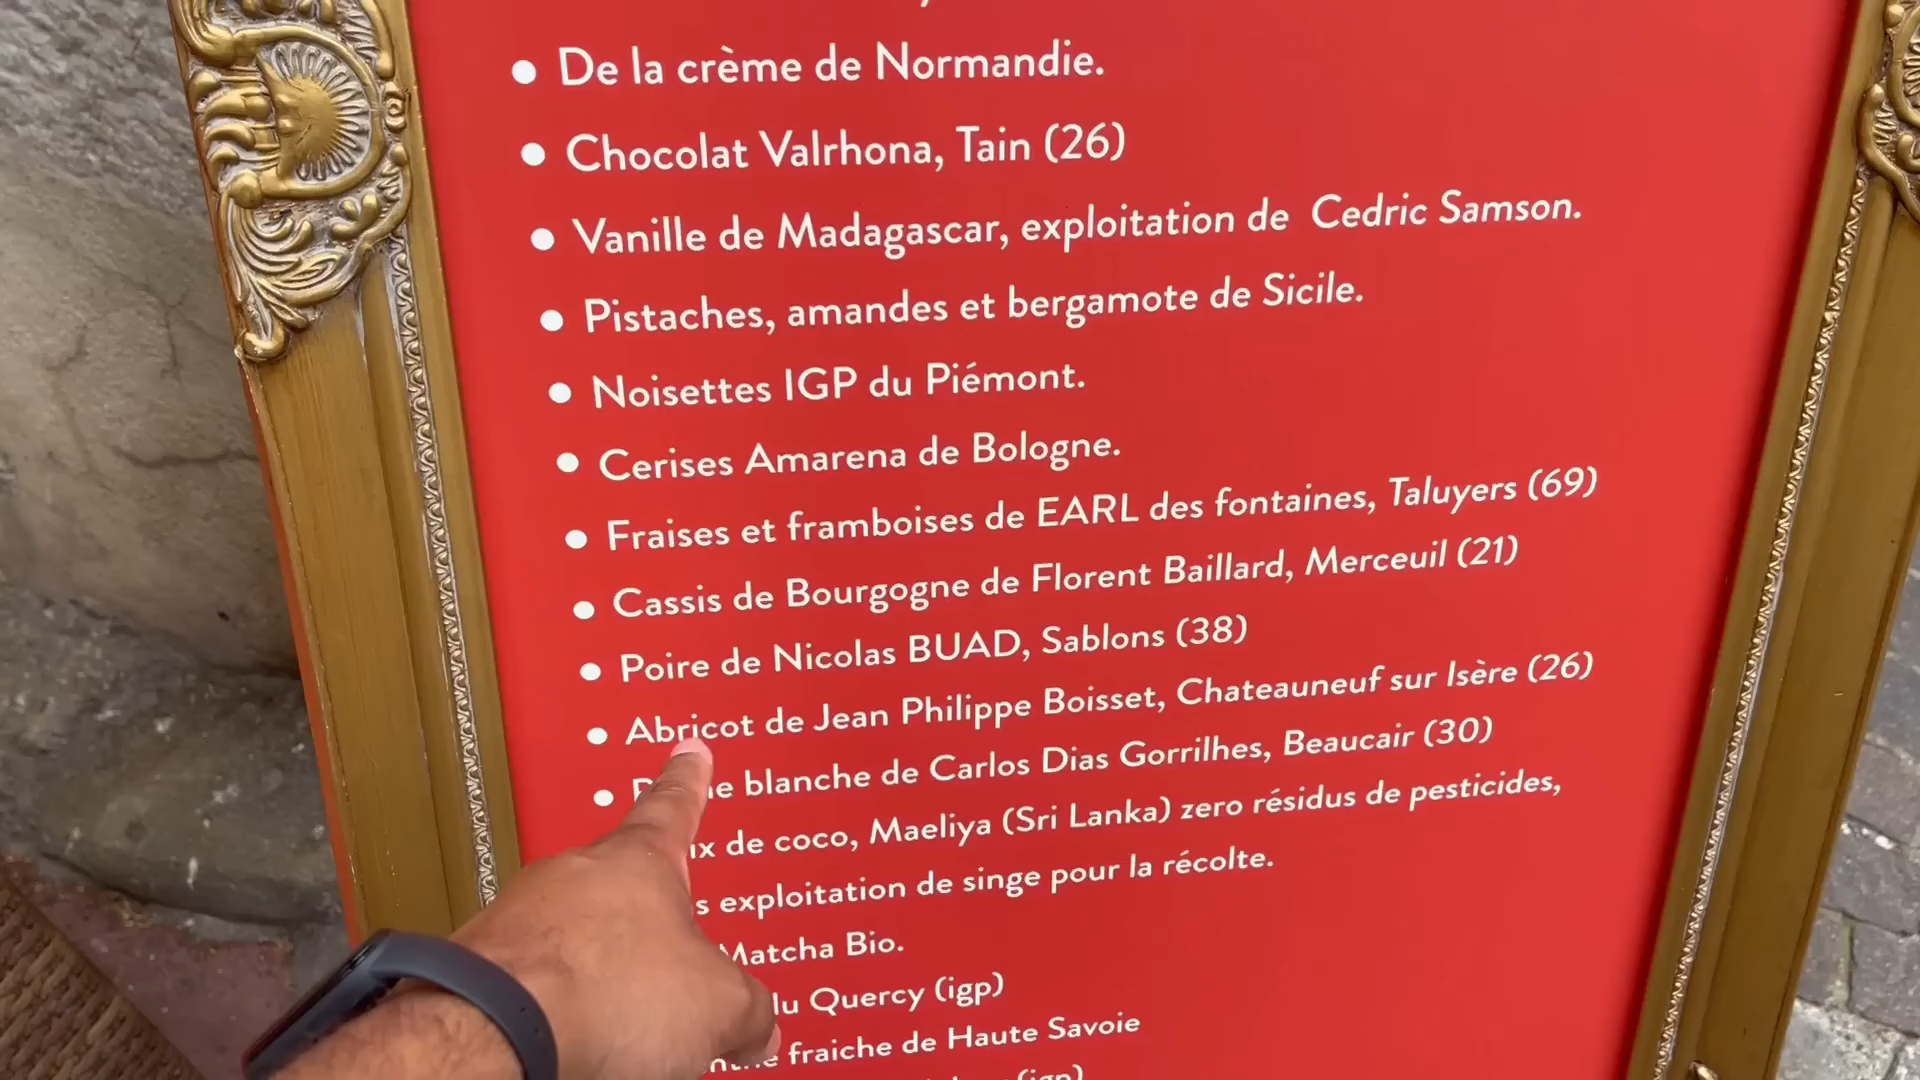 De la crème de Normandie.
Chocolat Valrhona, Tain (26)
Vanille de Madagascar, exploitation de Cedric Samson.
Pistaches, amandes et bergamote de Sicile.
Noisettes IGP du Piémont.
Cerises Amarena de Bologne.
Fraises et framboises de EARL des fontaines, Taluyers (69)
Cassis de Bourgogne de Florent Baillard, Merceuil (21)
Poire de Nicolas BUAD, Sablons (38)
Abricot de Jean Philippe Boisset, Chateauneuf sur Isère (26)
blanche de Carlos Dias Gorrilhes, Beaucair (30)
de coco, Maeliya (Sri Lanka) zero résidus de pesticides,
exploitation de singe pour la récolte.
Matcha Bio.
Quercy (igp)
fraiche de Haute Savoie
(igp)